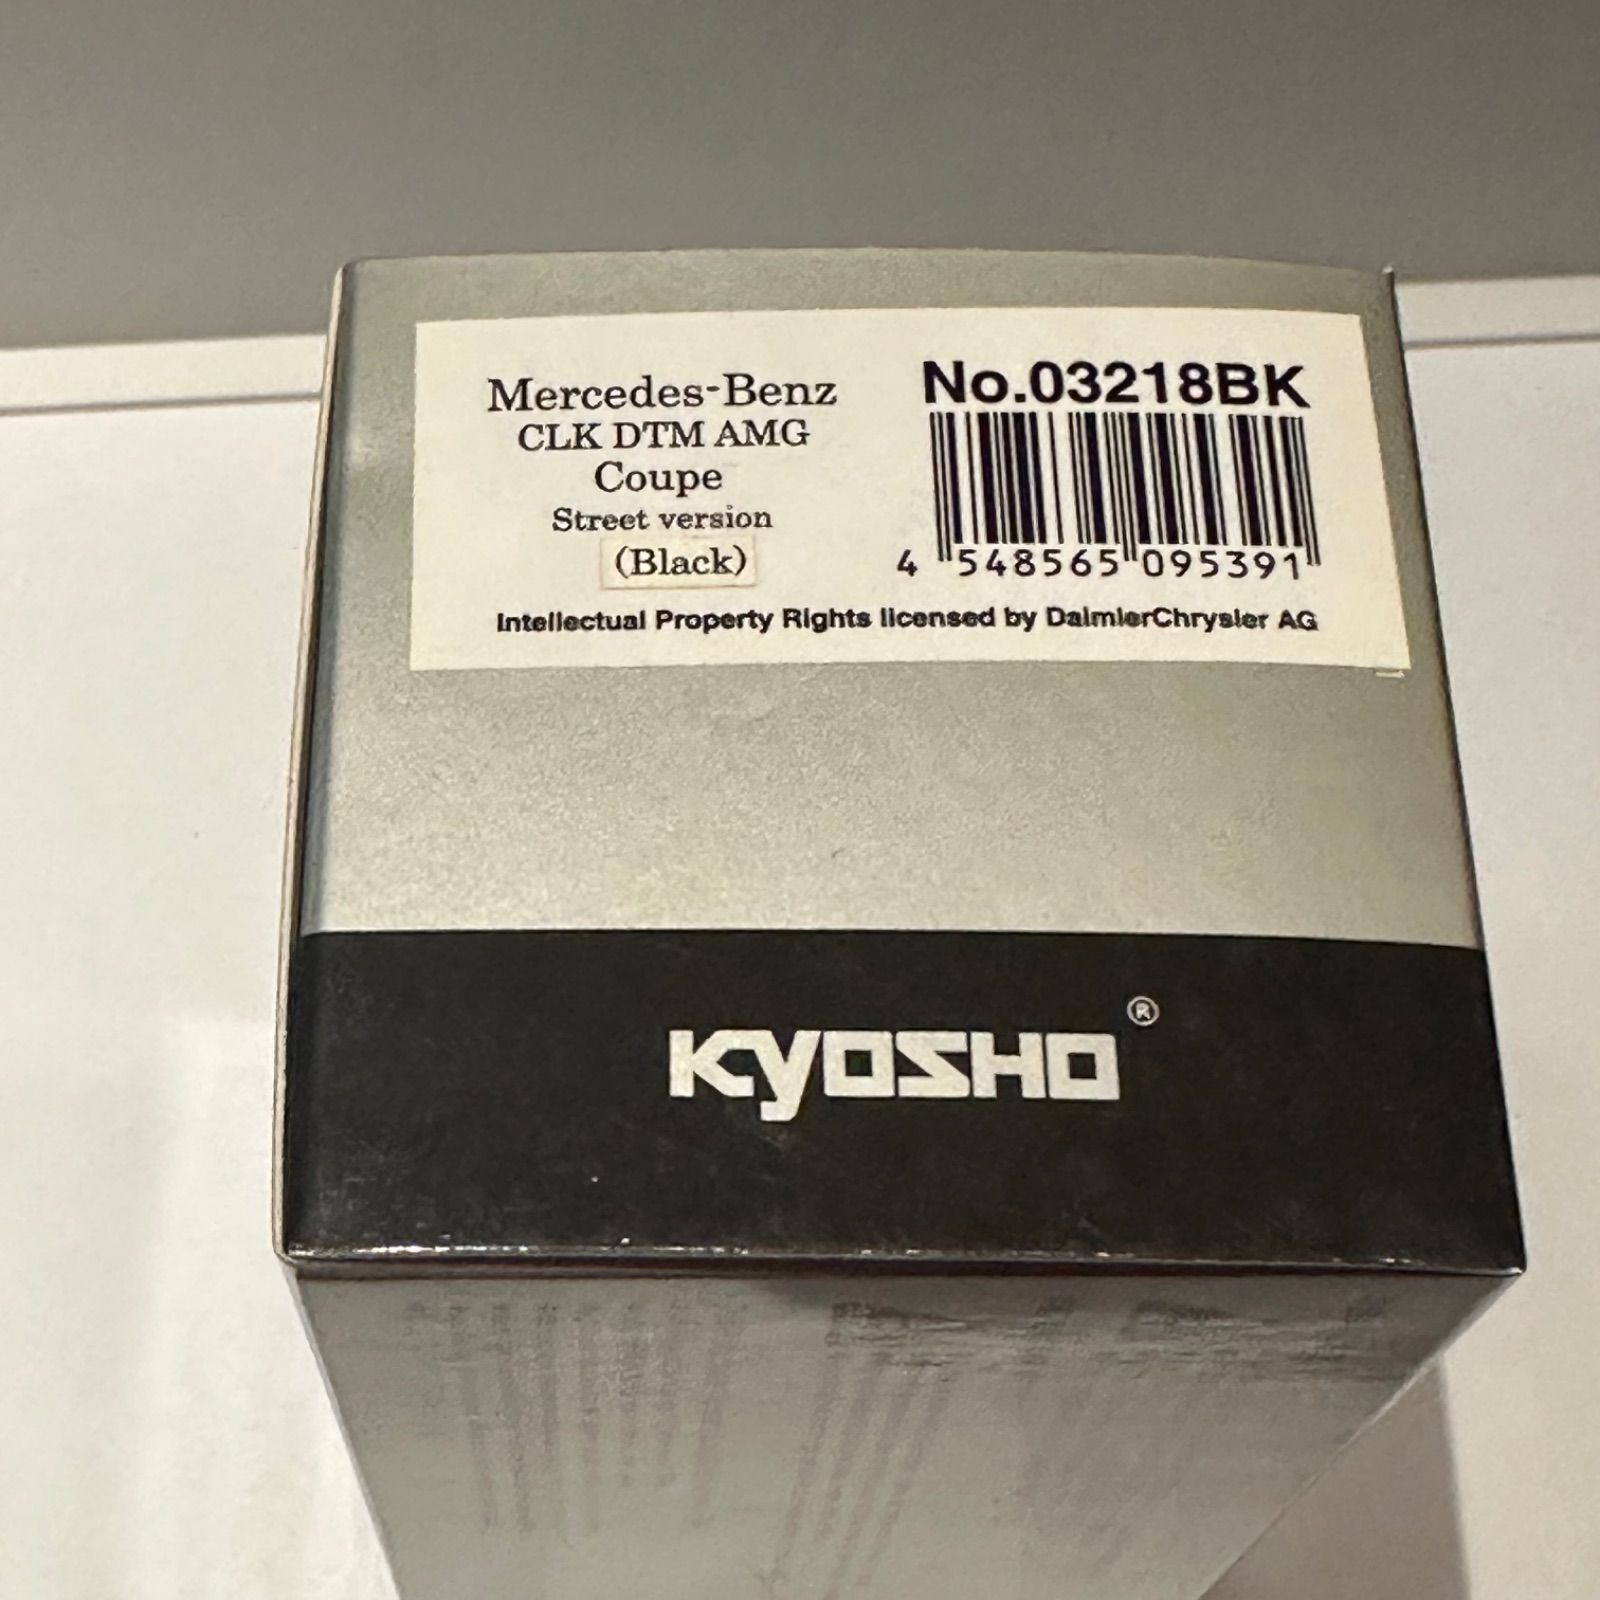 Mercedes-Benz
CLK DTM AMG
Coupe
Street version
(Black)
No.03218BK
4 548565 095391
Intellectual Property Rights licensed by DaimlerChrysler AG
KYOSHO ®